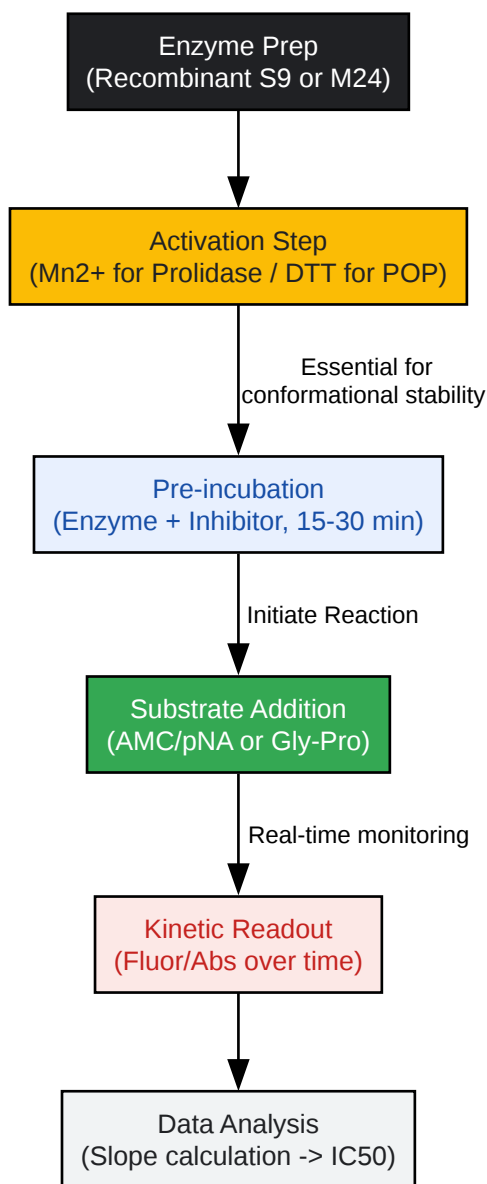 Enzyme Prep
(Recombinant S9 or M24)
Activation Step
(Mn2+ for Prolidase / DTT for POP)
Essential for
conformational stability
Pre-incubation
(Enzyme + Inhibitor, 15-30 min)
Initiate Reaction
Substrate Addition
(AMC/pNA or Gly-Pro)
Real-time monitoring
Kinetic Readout
(Fluor/Abs over time)
Data Analysis
(Slope calculation -> IC50)